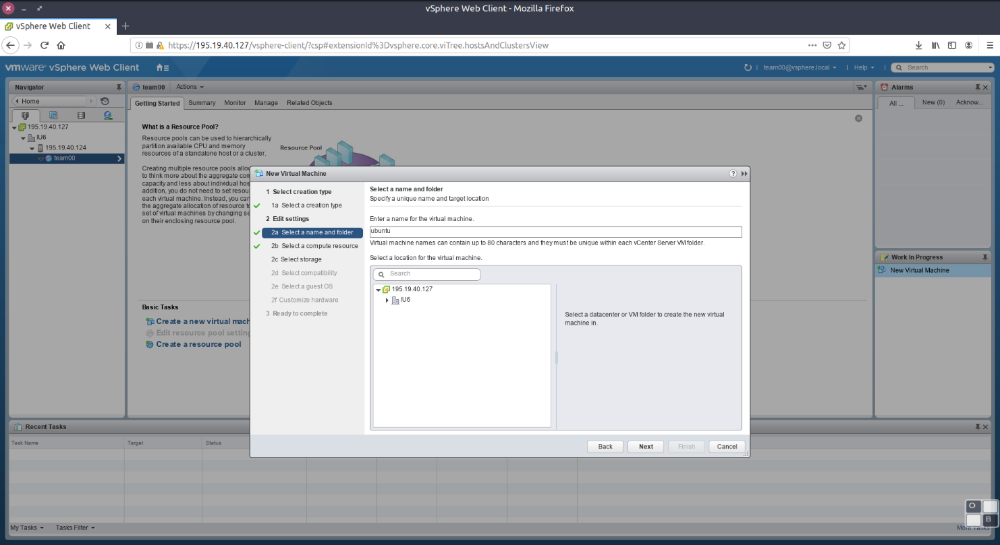 vSphere Web Client - Mozilla Firefox
vSphere Web Client
https://195.19.40.127/vsphere-client/?csp#extensionId%3Dvsphere.core.viTree.hostsAndClustersView
vmware® vSphere Web Client
team00@vsphere.local
Help
Search
Navigator
Home
195.19.40.127
IU6
195.19.40.124
team00
team00
Actions
Getting Started
Summary
Monitor
Manage
Related Objects
What is a Resource Pool?
Resource pools can be used to hierarchically
partition available CPU and memory
resources of a standalone host or a cluster.
Creating multiple resource pools allow
to think more about the aggregate com
capacity and less about individual hos
addition, you do not need to set resou
each virtual machine. Instead, you can
the aggregate allocation of resource to
set of virtual machines by changing se
on their enclosing resource pool.
Resource Pool
Basic Tasks
Create a new virtual mach
Edit resource pool setting
Create a resource pool
New Virtual Machine
1 Select creation type
1a Select a creation type
2 Edit settings
2a Select a name and folder
2b Select a compute resource
2c Select storage
2d Select compatibility
2e Select a guest OS
2f Customize hardware
3 Ready to complete
Select a name and folder
Specify a unique name and target location
Enter a name for the virtual machine.
ubuntu
Virtual machine names can contain up to 80 characters and they must be unique within each vCenter Server VM folder.
Select a location for the virtual machine.
Search
195.19.40.127
IU6
Select a datacenter or VM folder to create the new virtual
machine in.
Back
Next
Finish
Cancel
Alarms
All ...
New (0)
Acknow...
Work In Progress
New Virtual Machine
Recent Tasks
Task Name
Target
Status
My Tasks
Tasks Filter
More Tasks
O
B